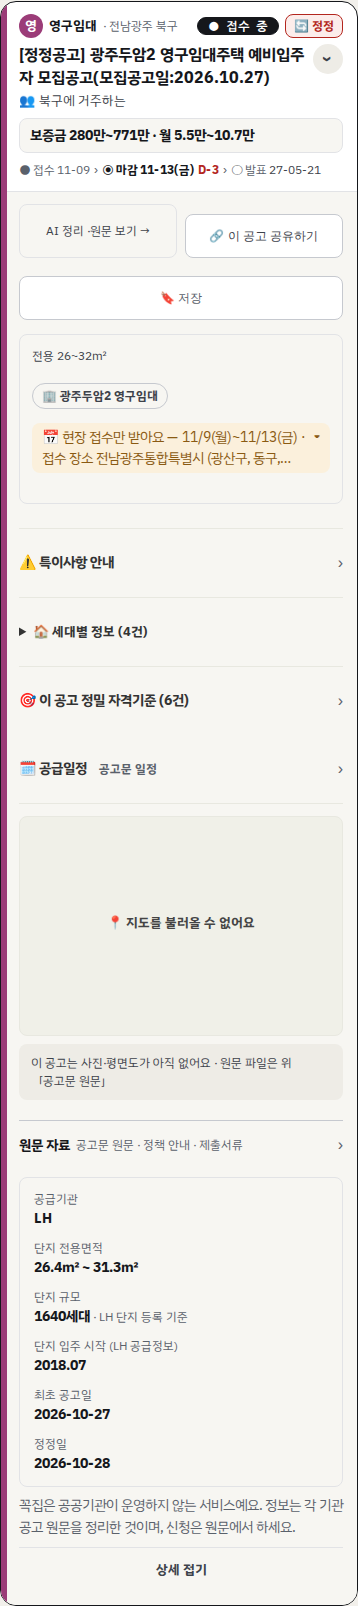 영 영구임대 · 전남광주 북구 ● 접수 중 🔄 정정
[정정공고] 광주두암2 영구임대주택 예비입주
자 모집공고(모집공고일:2026.10.27)
👥 북구에 거주하는
보증금 280만~771만 · 월 5.5만~10.7만
● 접수 11-09 › ◉ 마감 11-13(금) D-3 › ○ 발표 27-05-21
AI 정리 ·원문 보기 →
🔗 이 공고 공유하기
🔖 저장
전용 26~32m²
🏢 광주두암2 영구임대
📅 현장 접수만 받아요 — 11/9(월)~11/13(금) ·
접수 장소 전남광주통합특별시 (광산구, 동구,...
⚠️ 특이사항 안내 ›
▶ 🏠 세대별 정보 (4건)
🎯 이 공고 정밀 자격기준 (6건) ›
🗓️ 공급일정 공고문 일정 ›
📍 지도를 불러올 수 없어요
이 공고는 사진·평면도가 아직 없어요 · 원문 파일은 위
「공고문 원문」
원문 자료 공고문 원문 · 정책 안내 · 제출서류 ›
공급기관
LH
단지 전용면적
26.4m² ~ 31.3m²
단지 규모
1640세대 · LH 단지 등록 기준
단지 입주 시작 (LH 공급정보)
2018.07
최초 공고일
2026-10-27
정정일
2026-10-28
꼭집은 공공기관이 운영하지 않는 서비스예요. 정보는 각 기관
공고 원문을 정리한 것이며, 신청은 원문에서 하세요.
상세 접기